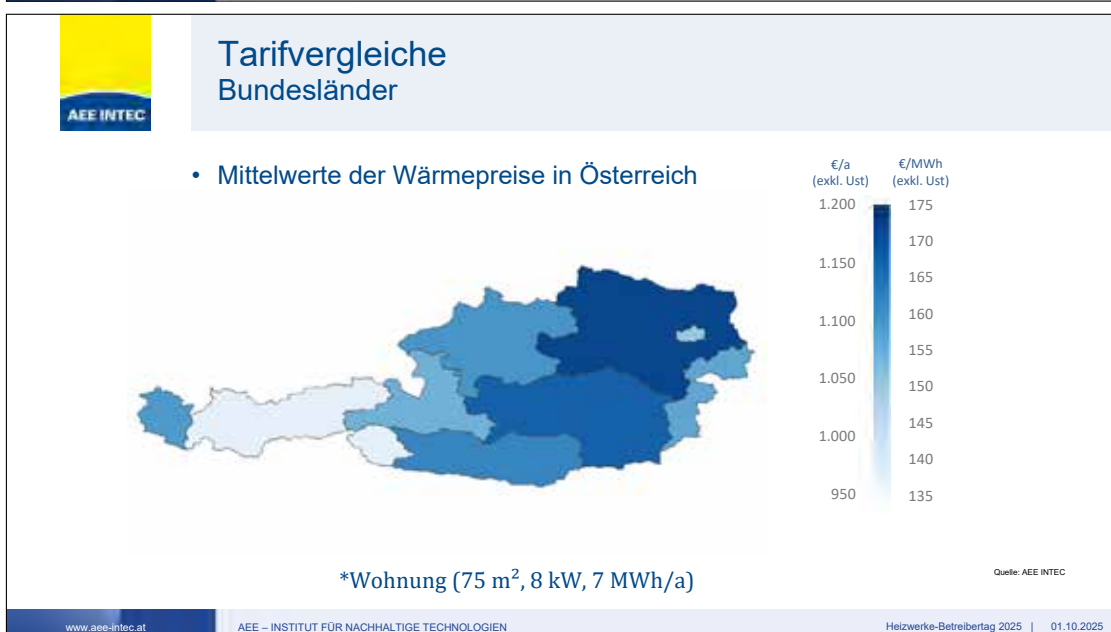 AEE INTEC
Tarifvergleiche
Bundesländer
• Mittelwerte der Wärmepreise in Österreich
€/a
(exkl. Ust)
€/MWh
(exkl. Ust)
1.200
1.150
1.100
1.050
1.000
950
175
170
165
160
155
150
145
140
135
*Wohnung (75 m², 8 kW, 7 MWh/a)
Quelle: AEE INTEC
www.aee-intec.at
AEE – INSTITUT FÜR NACHHALTIGE TECHNOLOGIEN
Heizwerke-Betreibertag 2025 | 01.10.2025